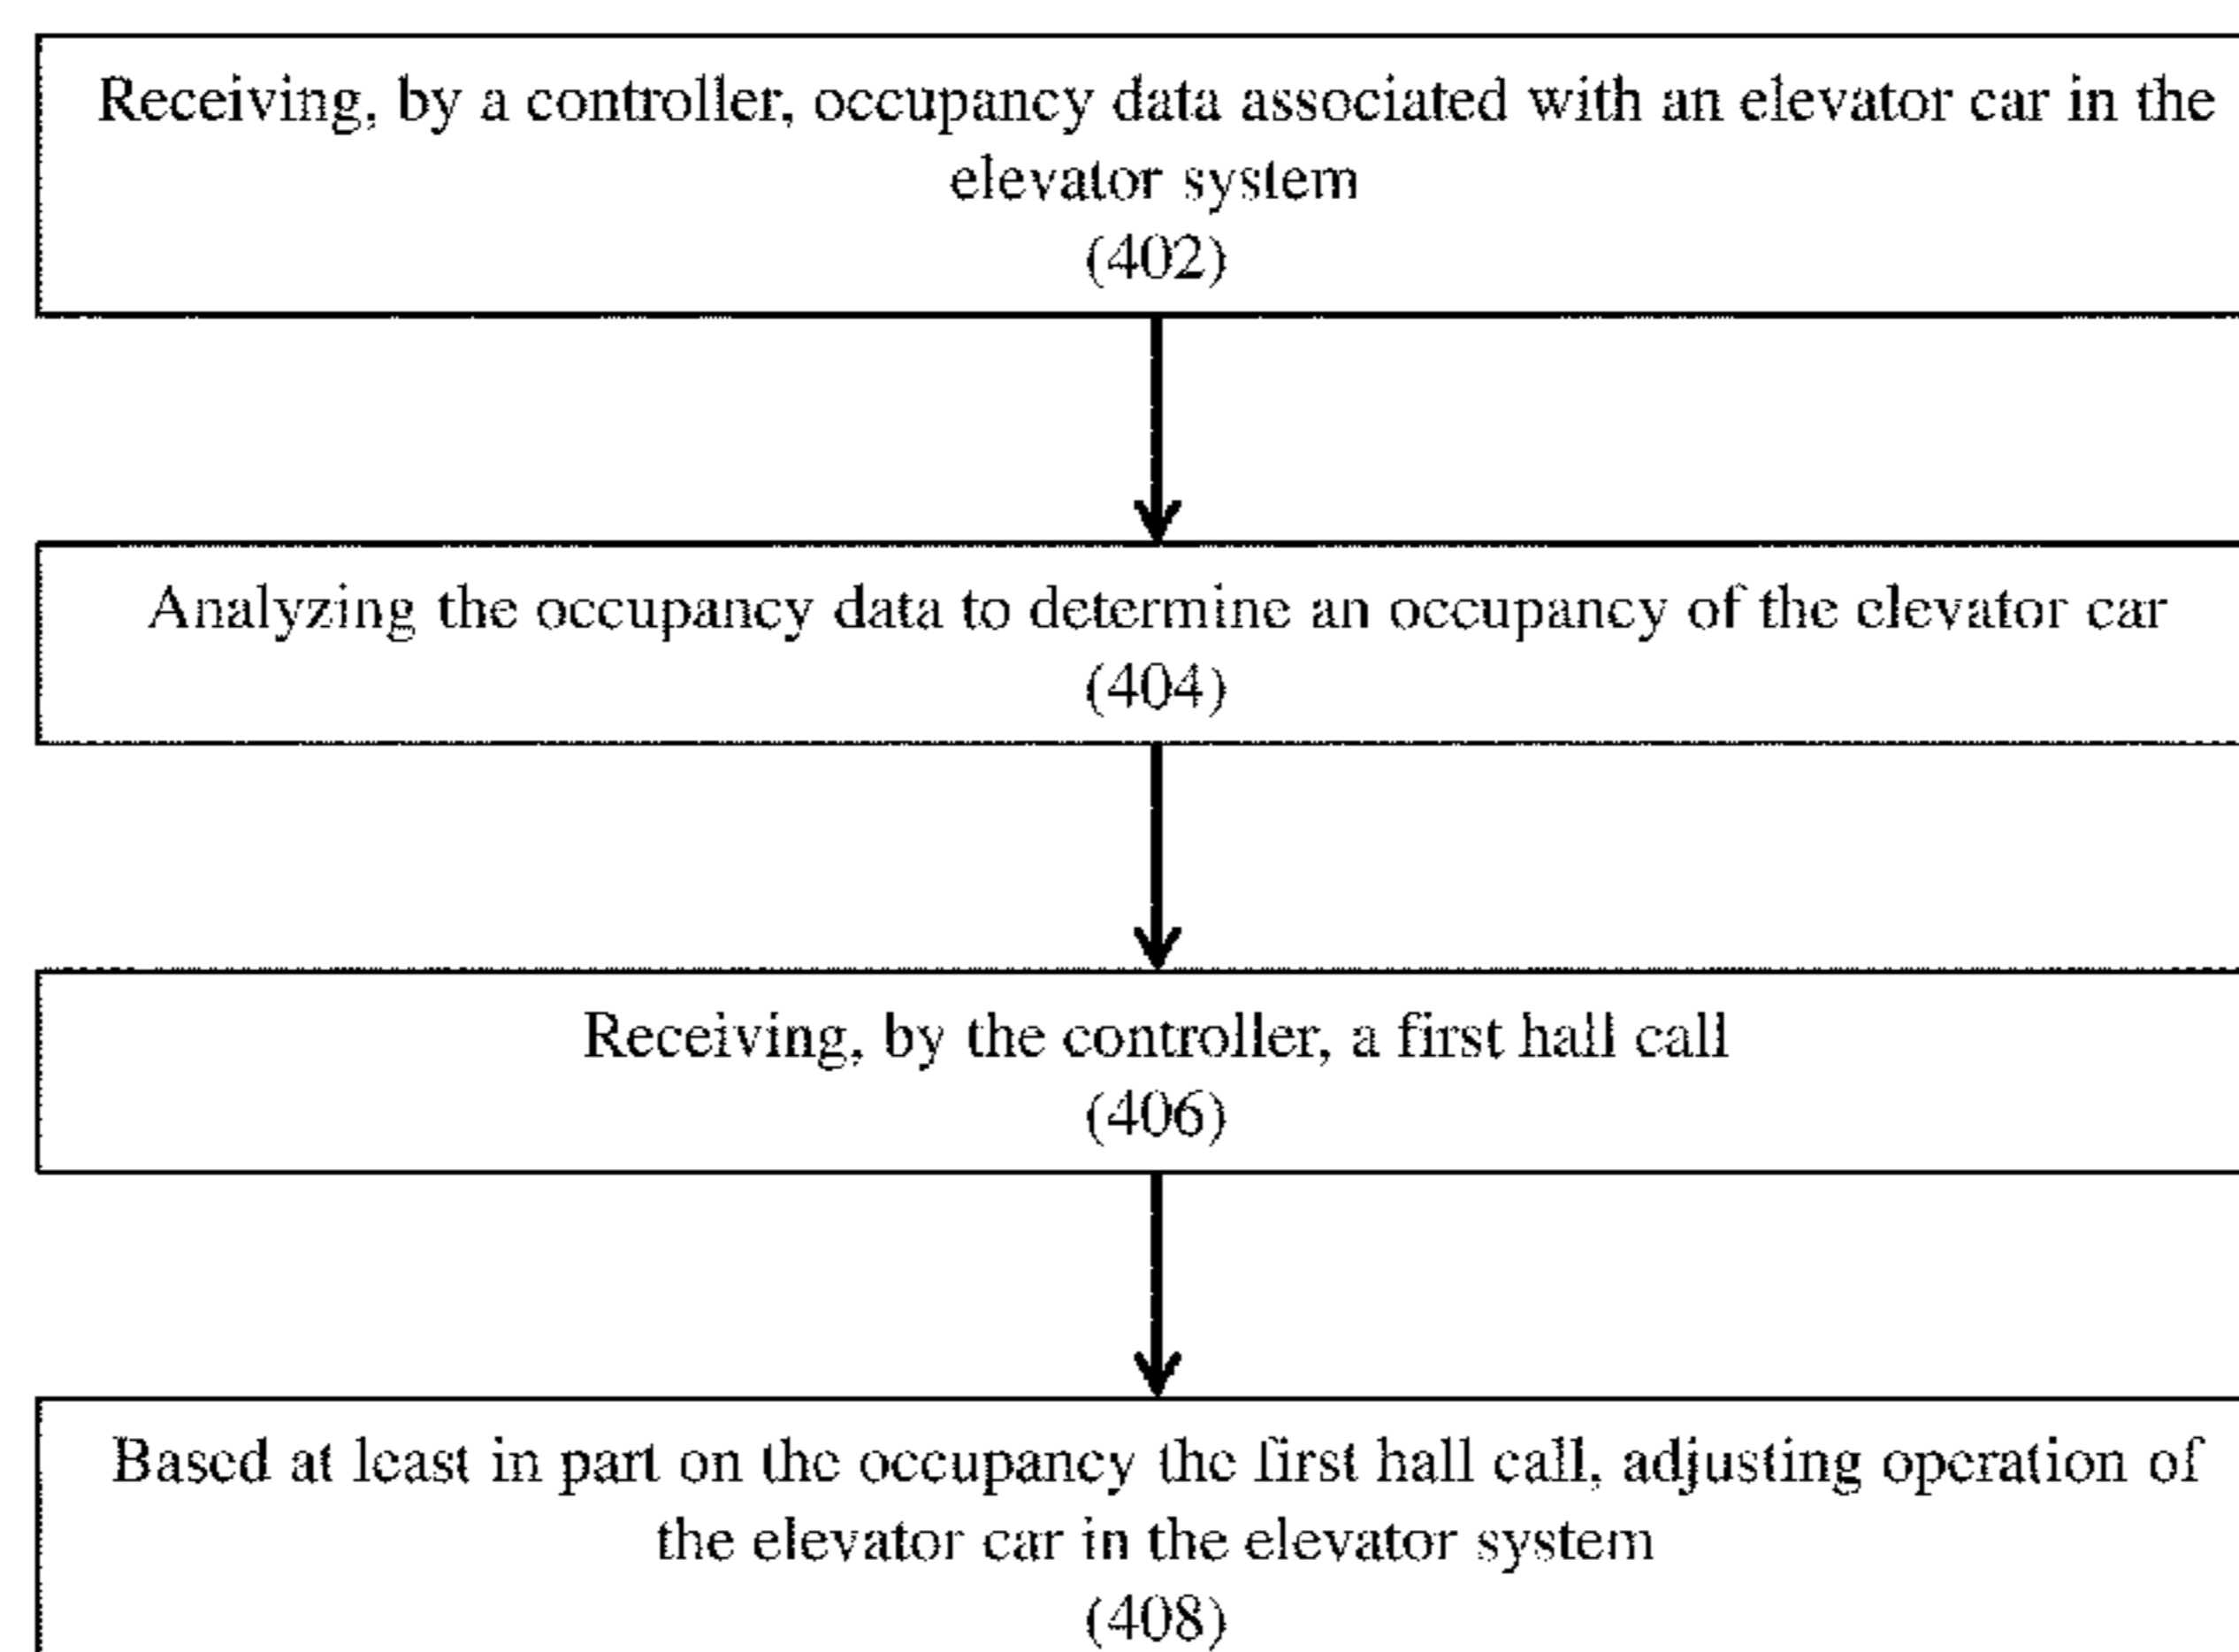 Receiving, by a controller, occupancy data associated with an elevator car in the
elevator system
(402)
Analyzing the occupancy data to determine an occupancy of the elevator car
(404)
Receiving, by the controller, a first hall call
(406)
Based at least in part on the occupancy the first hall call, adjusting operation of
the elevator car in the elevator system
(408)